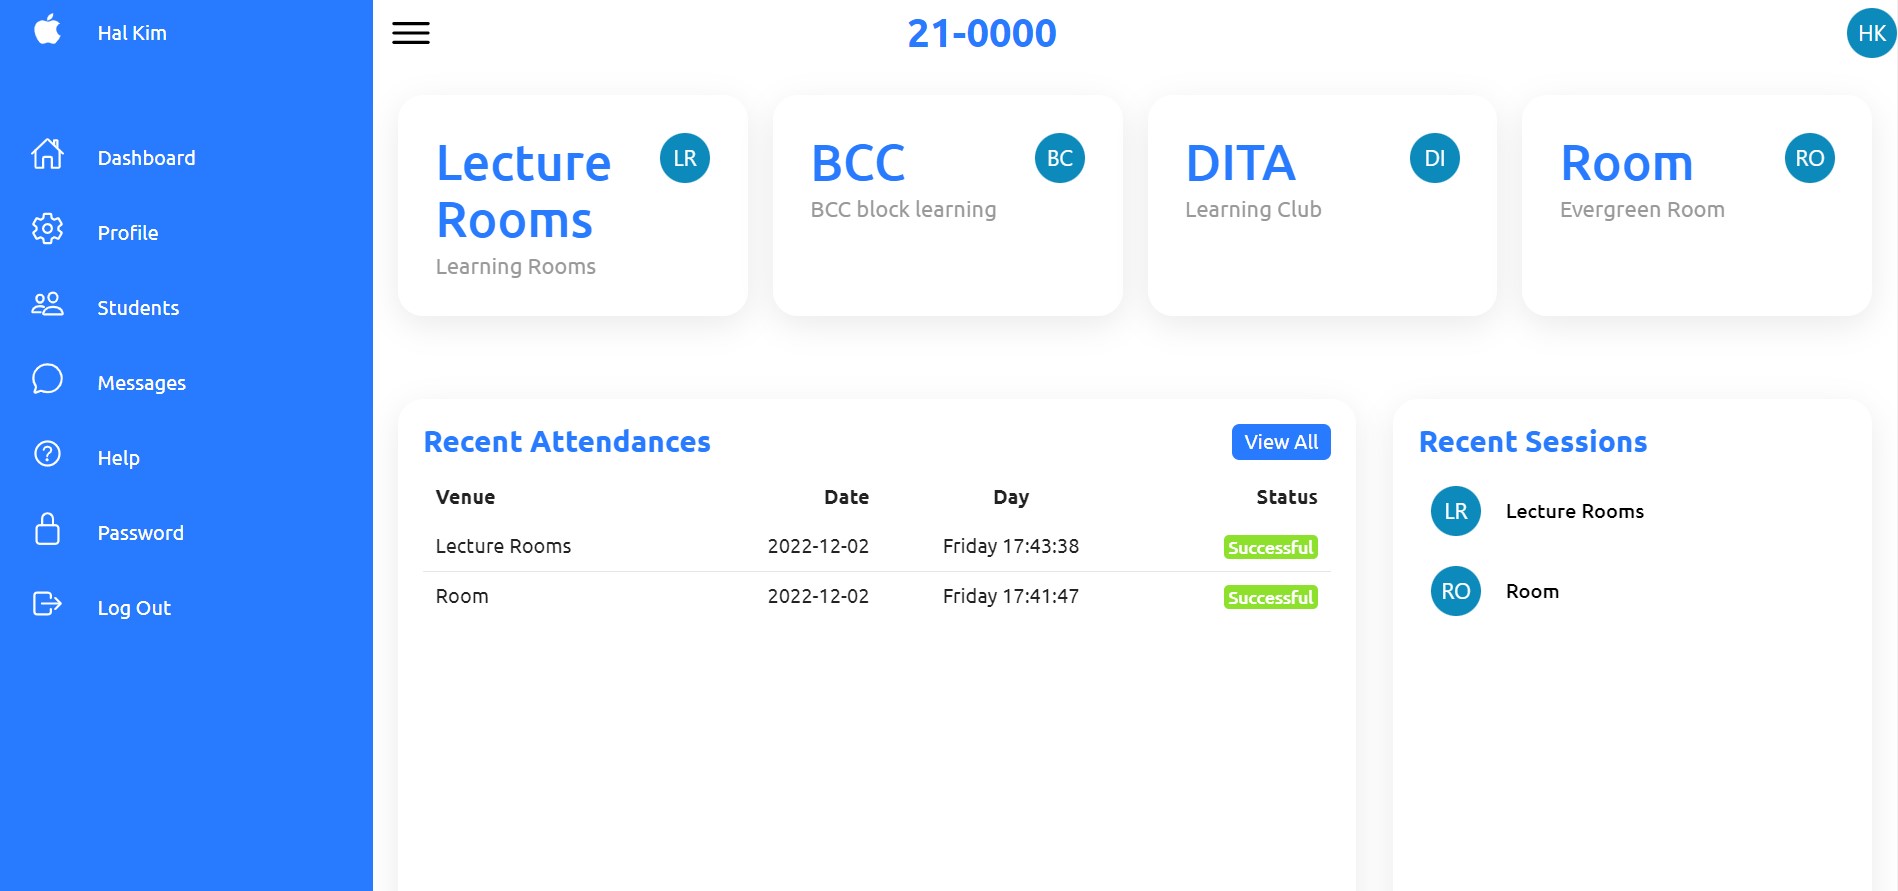 Hal Kim
21-0000
HK
Dashboard
Profile
Students
Messages
Help
Password
Log Out
Lecture
Rooms
LR
Learning Rooms
BCC
BC
BCC block learning
DITA
DI
Learning Club
Room
RO
Evergreen Room
Recent Attendances
View All
Venue Date Day Status
Lecture Rooms 2022-12-02 Friday 17:43:38 Successful
Room 2022-12-02 Friday 17:41:47 Successful
Recent Sessions
LR Lecture Rooms
RO Room